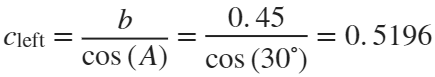 c_left = b / cos (A) = 0. 45 / cos (30°) = 0. 5196